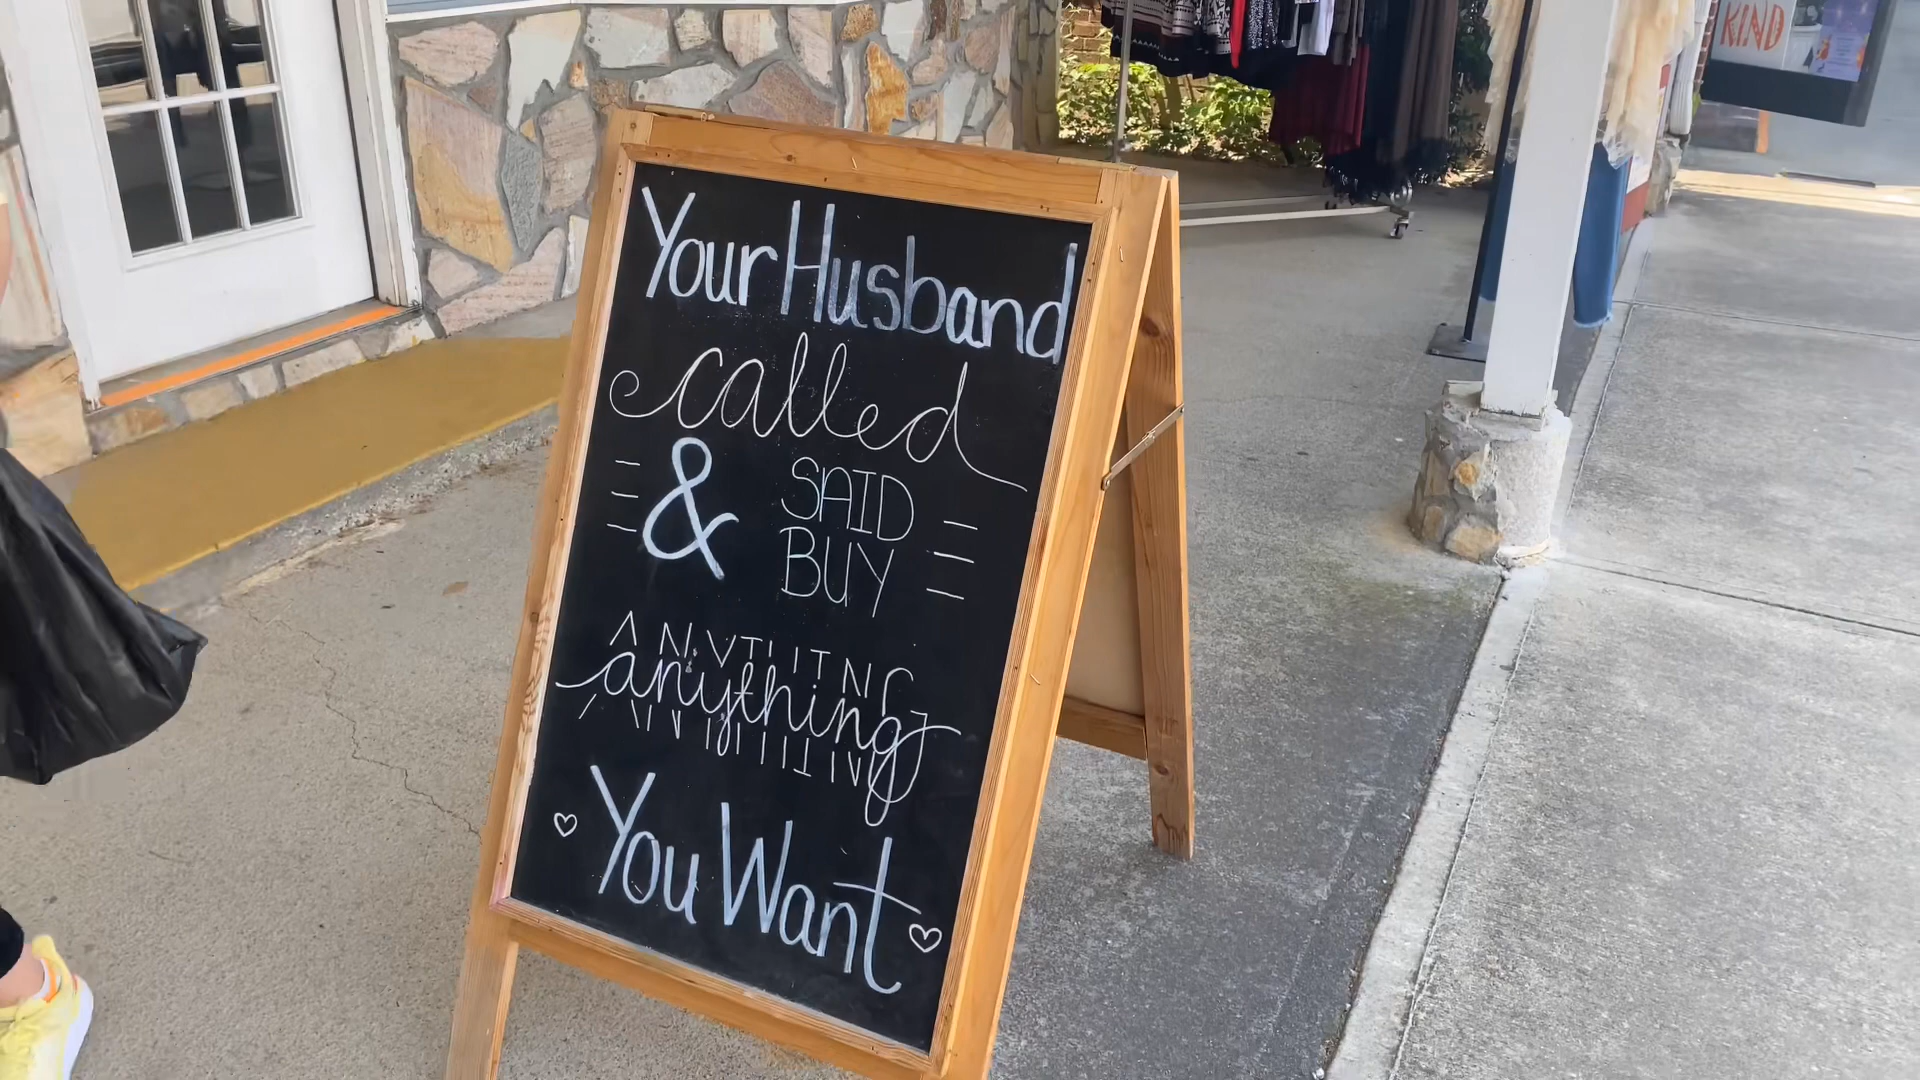 Your Husband
called
& SAID
BUY
ANYTHING
anything
You Want
KIND